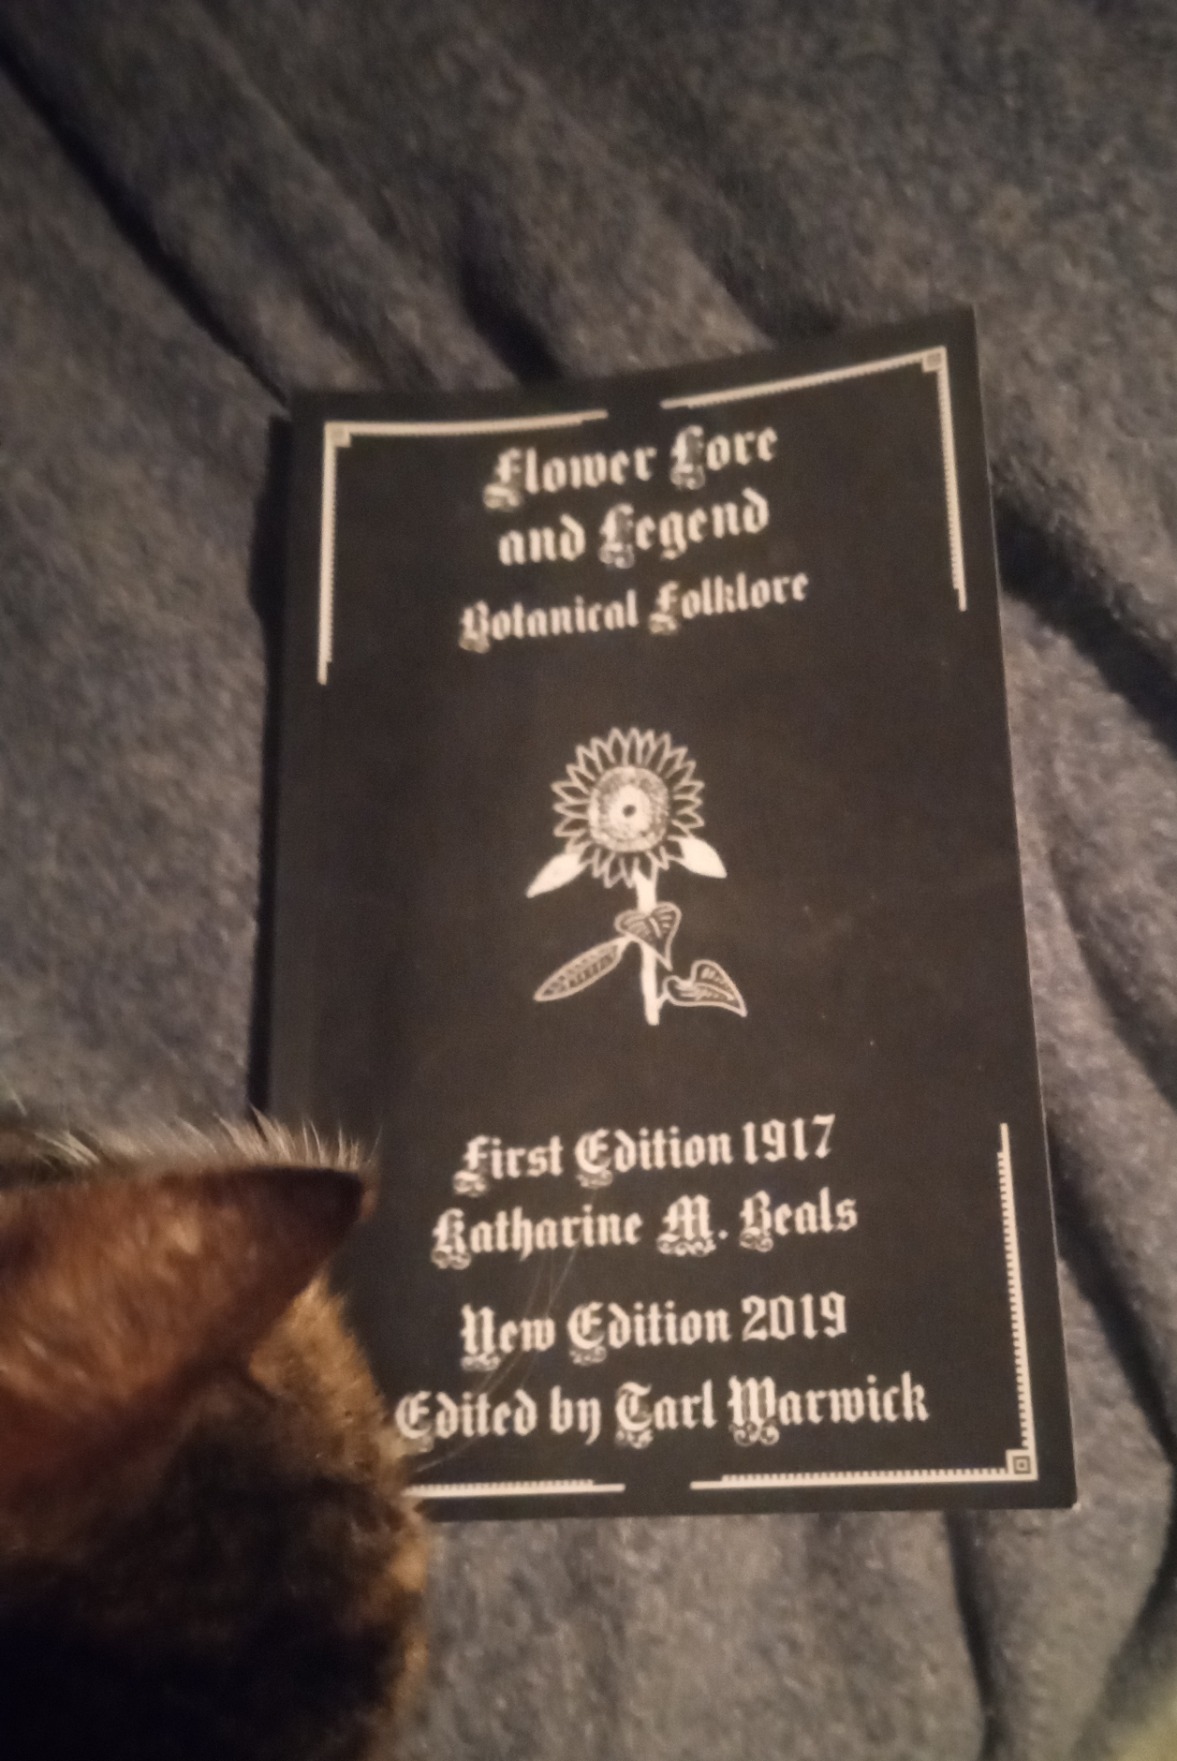 Flower Lore
and Legend
Botanical Folklore
First Edition 1917
Katharine M. Beals
New Edition 2019
Edited by Tarl Warwick